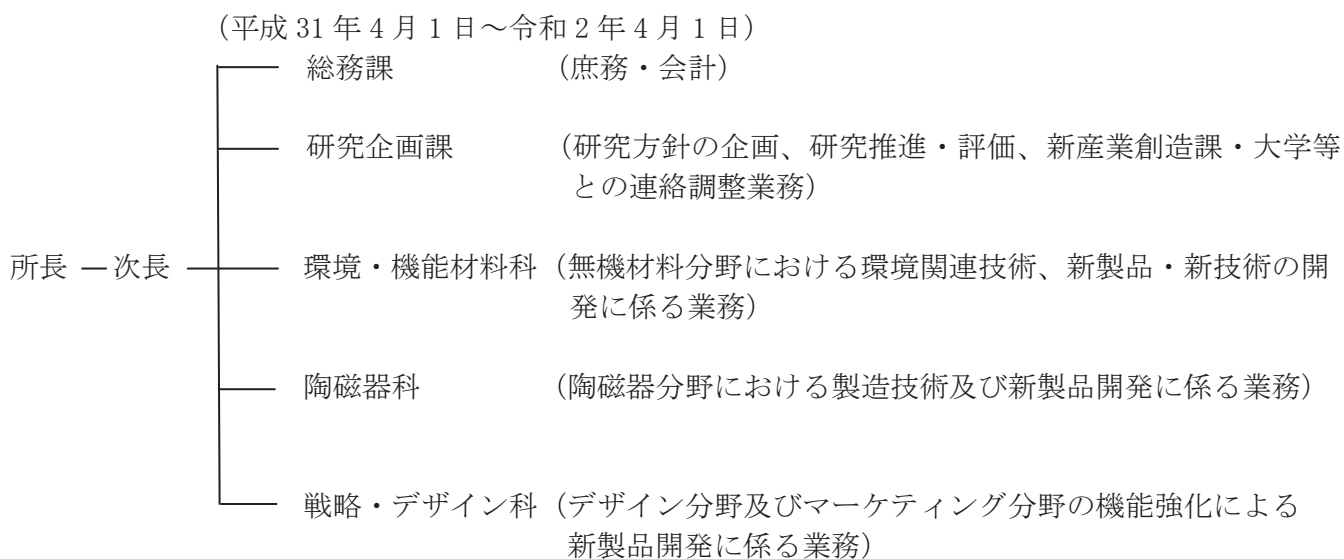 （平成 31 年 4 月 1 日～令和 2 年 4 月 1 日）
総務課　（庶務・会計）
研究企画課　（研究方針の企画、研究推進・評価、新産業創造課・大学等
との連絡調整業務）
所長 ― 次長　環境・機能材料科（無機材料分野における環境関連技術、新製品・新技術の開
発に係る業務）
陶磁器科　（陶磁器分野における製造技術及び新製品開発に係る業務）
戦略・デザイン科（デザイン分野及びマーケティング分野の機能強化による
新製品開発に係る業務）